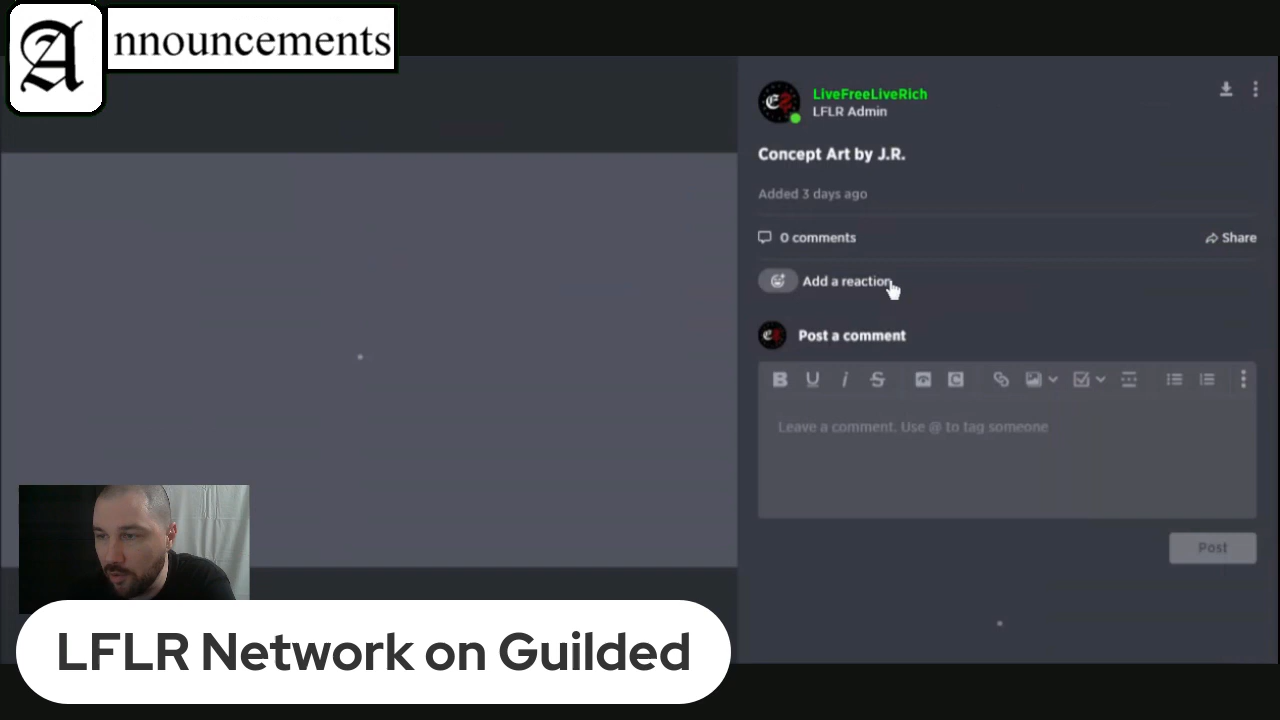 Announcements
LiveFreeLiveRich
LFLR Admin
Concept Art by J.R.
Added 3 days ago
0 comments
Share
Add a reaction
Post a comment
B U i S
Leave a comment. Use @ to tag someone
Post
LFLR Network on Guilded